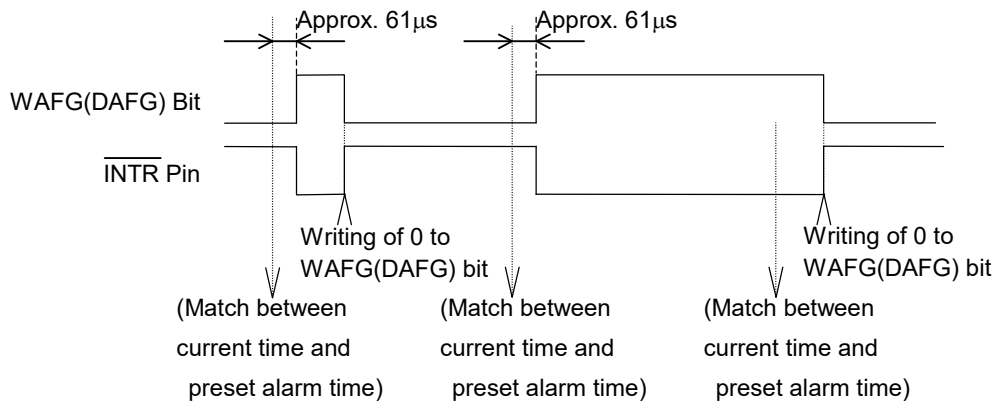 Approx. 61μs
Approx. 61μs
WAFG(DAFG) Bit
INTR Pin
Writing of 0 to
WAFG(DAFG) bit
Writing of 0 to
WAFG(DAFG) bit
(Match between
current time and
preset alarm time)
(Match between
current time and
preset alarm time)
(Match between
current time and
preset alarm time)